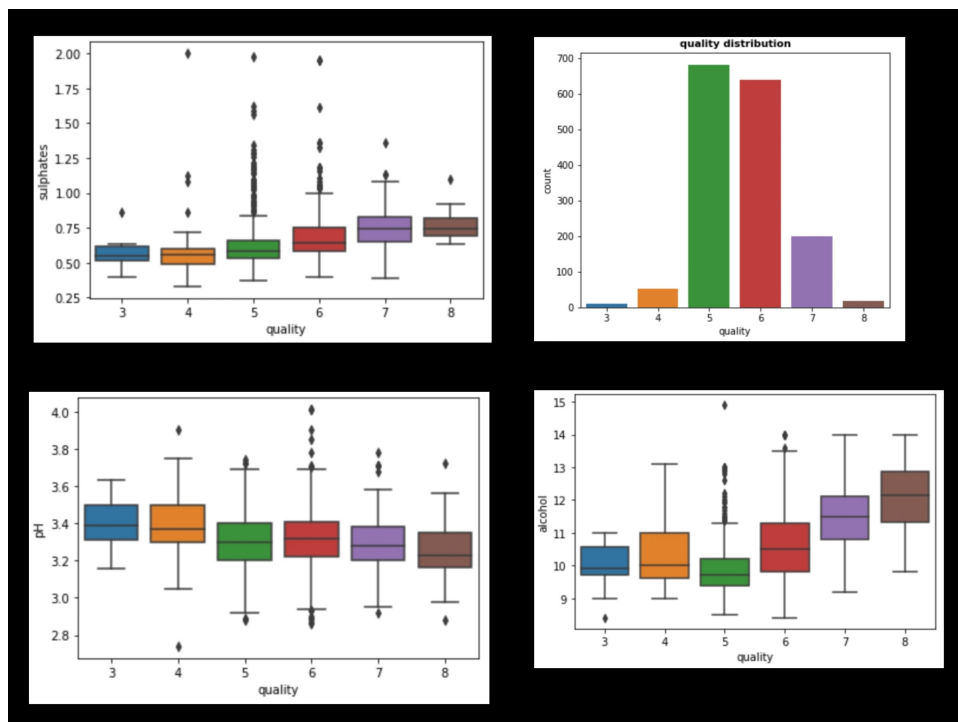 2.00
1.75
1.50
1.25
1.00
0.75
0.50
0.25
sulphates
3 4 5 6 7 8
quality
quality distribution
700
600
500
400
300
200
100
0
count
3 4 5 6 7 8
quality
4.0
3.8
3.6
3.4
3.2
3.0
2.8
pH
3 4 5 6 7 8
quality
15
14
13
12
11
10
9
alcohol
3 4 5 6 7 8
quality